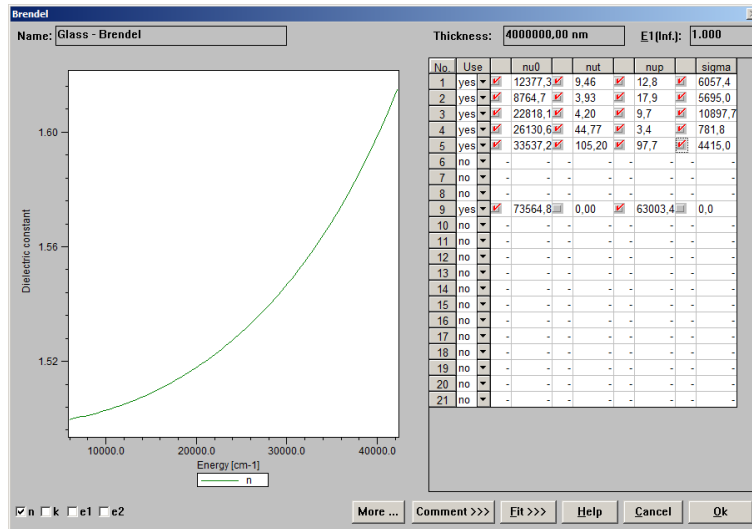 Brendel
Name: Glass - Brendel Thickness: 4000000,00 nm E1(Inf.): 1.000
No. Use nu0 nut nup sigma
1 yes 12377,3 9,46 12,8 6057,4
2 yes 8764,7 3,93 17,9 5695,0
3 yes 22818,1 4,20 9,7 10897,7
4 yes 26130,6 44,77 3,4 781,8
5 yes 33537,2 105,20 97,7 4415,0
6 no - - - - - - - -
7 no - - - - - - - -
8 no - - - - - - - -
9 yes 73564,8 0,00 63003,4 0,0
10 no - - - - - - - -
11 no - - - - - - - -
12 no - - - - - - - -
13 no - - - - - - - -
14 no - - - - - - - -
15 no - - - - - - - -
16 no - - - - - - - -
17 no - - - - - - - -
18 no - - - - - - - -
19 no - - - - - - - -
20 no - - - - - - - -
21 no - - - - - - - -
Dielectric constant
1.60
1.56
1.52
10000.0 20000.0 30000.0 40000.0
Energy [cm-1]
n
n k e1 e2 More ... Comment >>> Fit >>> Help Cancel Ok